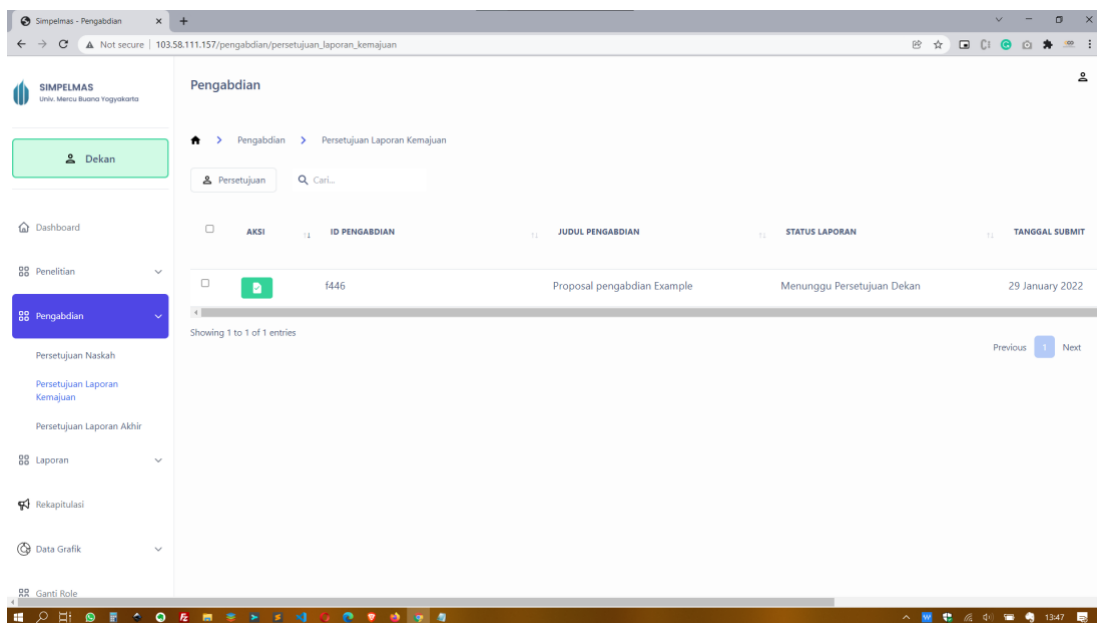 Simpelmas - Pengabdian
Not secure | 103.58.111.157/pengabdian/persetujuan_laporan_kemajuan
SIMPELMAS
Univ. Mercu Buana Yogyakarta
Pengabdian
Dekan
Pengabdian > Persetujuan Laporan Kemajuan
Persetujuan
Cari...
Dashboard
Penelitian
Pengabdian
Persetujuan Naskah
Persetujuan Laporan
Kemajuan
Persetujuan Laporan Akhir
Laporan
Rekapitulasi
Data Grafik
Ganti Role
AKSI ID PENGABDIAN JUDUL PENGABDIAN STATUS LAPORAN TANGGAL SUBMIT
f446 Proposal pengabdian Example Menunggu Persetujuan Dekan 29 January 2022
Showing 1 to 1 of 1 entries
Previous 1 Next
13:47